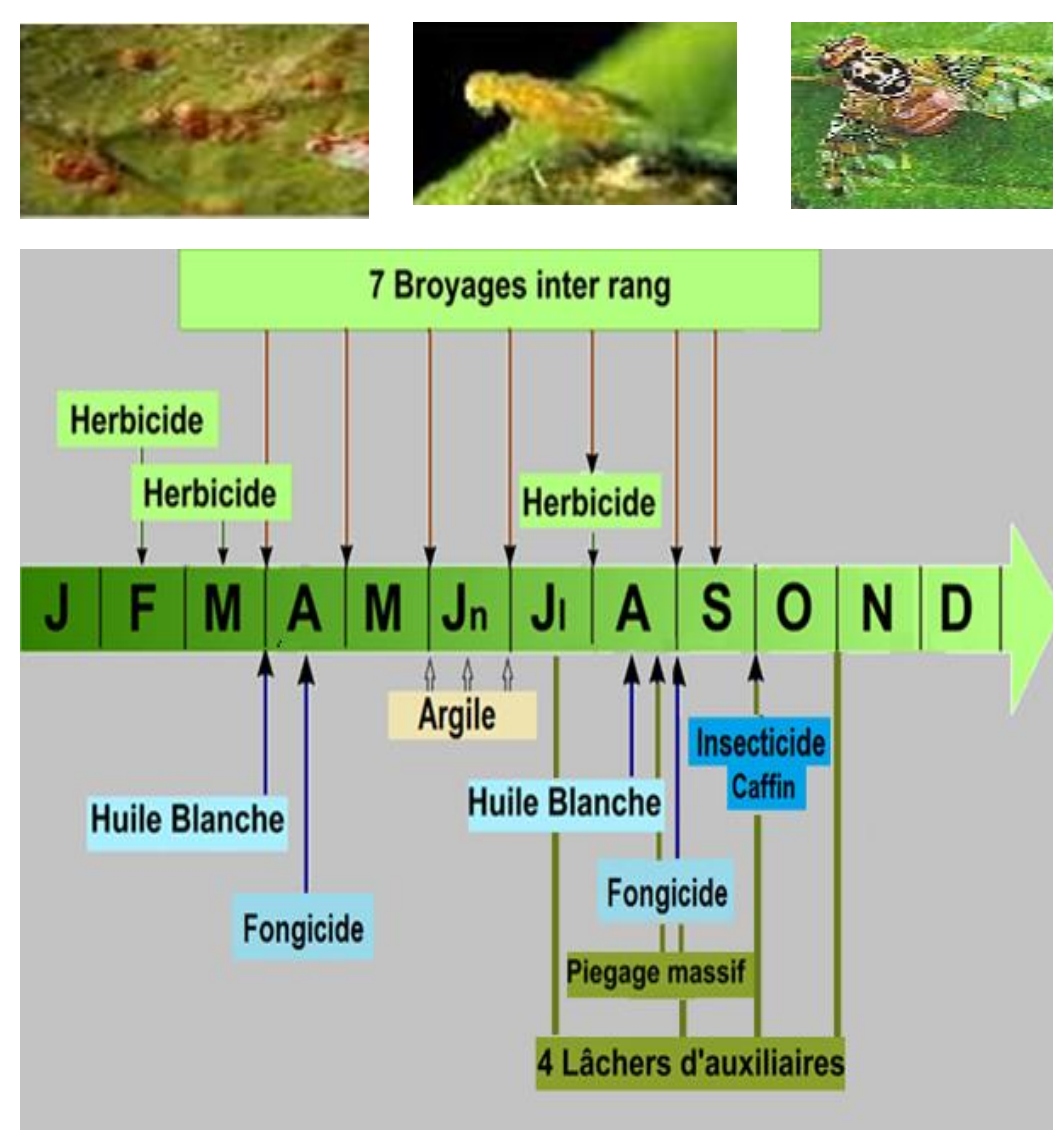 7 Broyages inter rang
Herbicide
Herbicide
Herbicide
J F M A M Jn Jl A S O N D
Argile
Insecticide
Caffin
Huile Blanche
Huile Blanche
Fongicide
Fongicide
Piegage massif
4 Lâchers d'auxiliaires